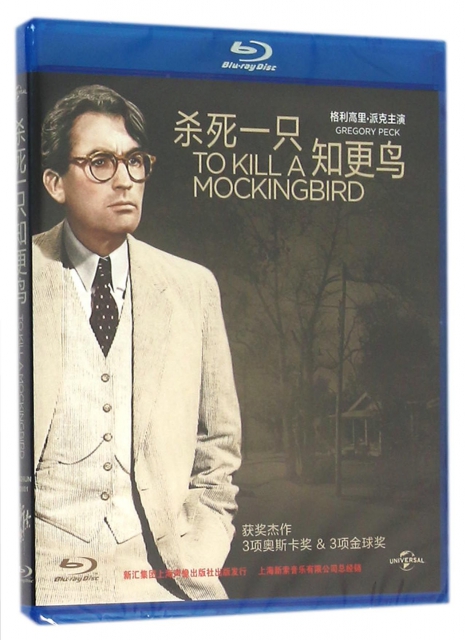 Blu-ray Disc
格利高里·派克主演
GREGORY PECK
杀死一只
TO KILL A 知更鸟
MOCKINGBIRD
获奖杰作
3项奥斯卡奖 & 3项金球奖
UNIVERSAL
Blu-ray Disc
新汇集团上海声像出版社出版发行 上海新索音乐有限公司总经销
杀死一只知更鸟 TO KILL A MOCKINGBIRD